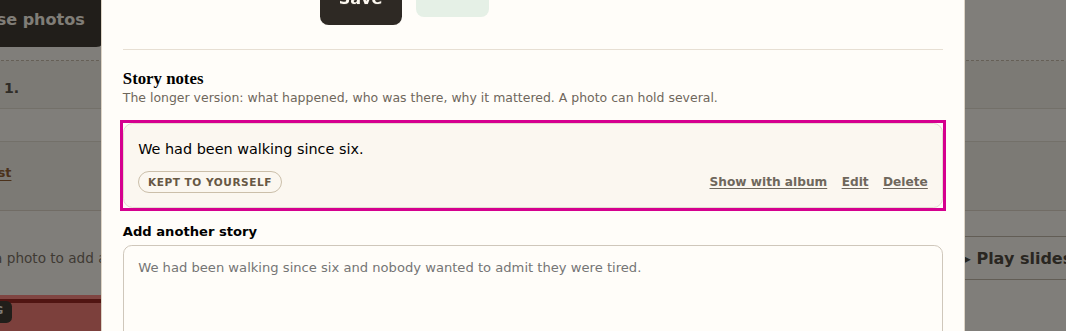 se photos
Save
1.
Story notes
The longer version: what happened, who was there, why it mattered. A photo can hold several.
We had been walking since six.
KEPT TO YOURSELF
Show with album
Edit
Delete
st
Add another story
a photo to add a
We had been walking since six and nobody wanted to admit they were tired.
Play slides